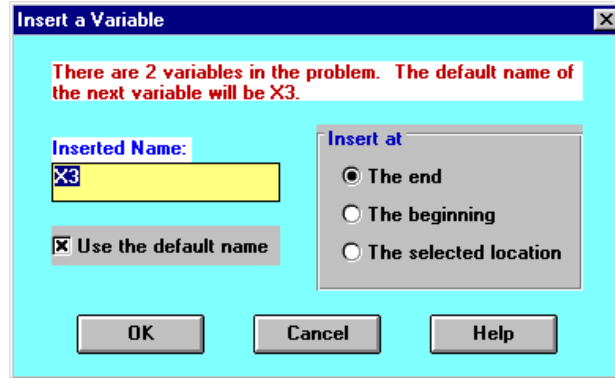 Insert a Variable
There are 2 variables in the problem.  The default name of
the next variable will be X3.
Inserted Name:
X3
Use the default name
Insert at
The end
The beginning
The selected location
OK
Cancel
Help